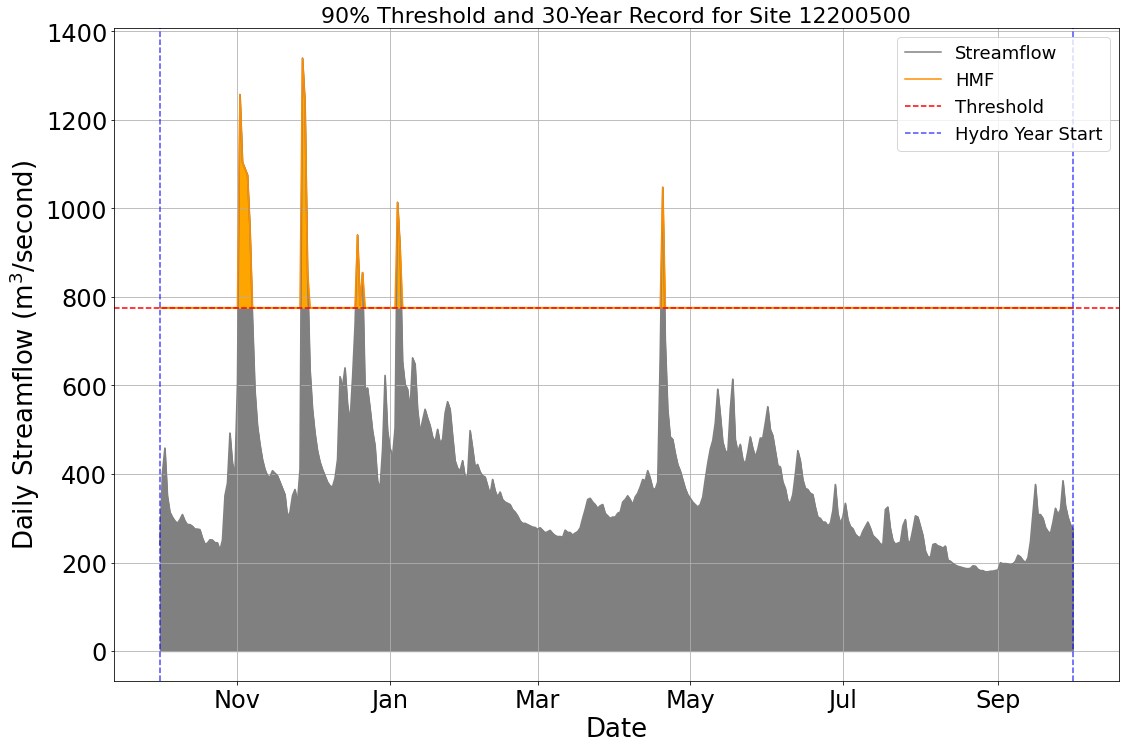 90% Threshold and 30-Year Record for Site 12200500
Daily Streamflow (m³/second)
1400
1200
1000
800
600
400
200
0
Streamflow
HMF
Threshold
Hydro Year Start
Nov Jan Mar May Jul Sep
Date